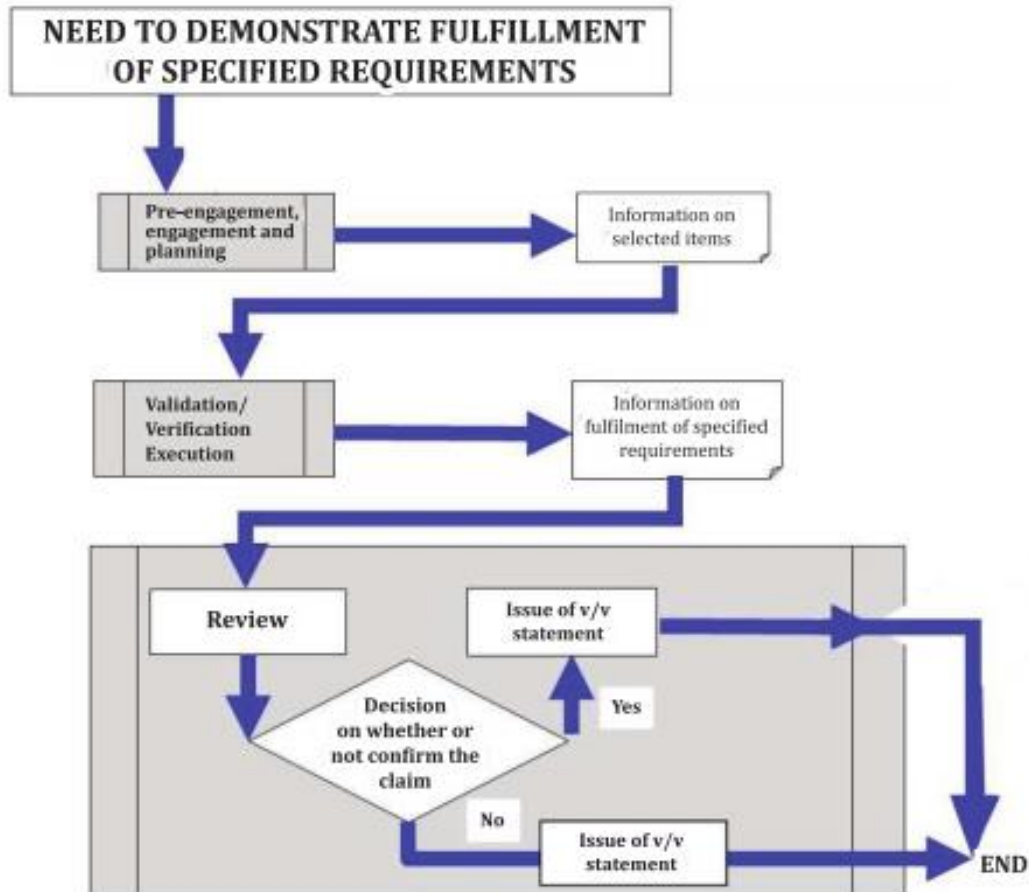 NEED TO DEMONSTRATE FULFILLMENT
OF SPECIFIED REQUIREMENTS
Pre-engagement,
engagement and
planning
Information on
selected items
Validation/
Verification
Execution
Information on
fulfilment of specified
requirements
Review
Issue of v/v
statement
Decision
on whether or
not confirm the
claim
Yes
No
Issue of v/v
statement
END